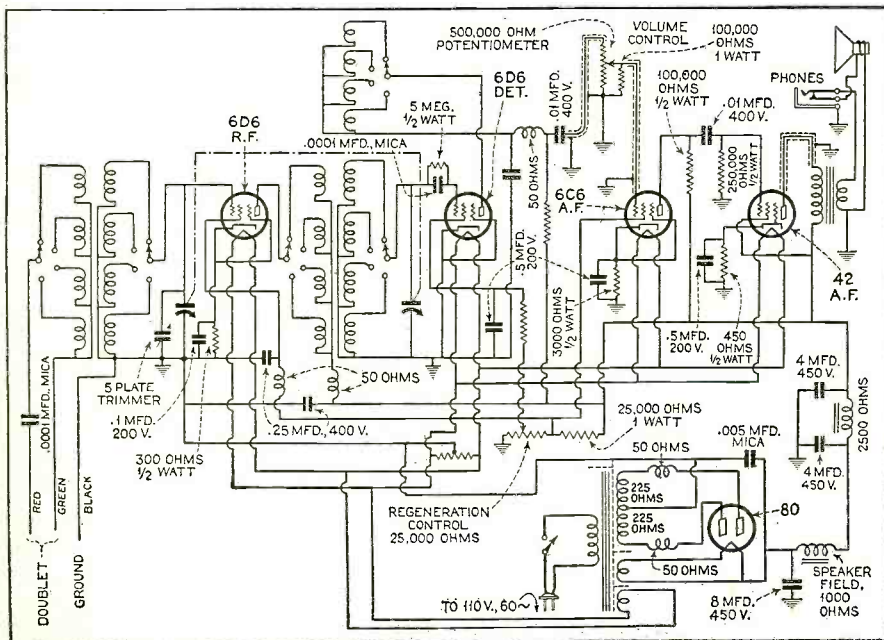 500,000 OHM
POTENTIOMETER
VOLUME
CONTROL
100,000
OHMS
1 WATT
6D6
R.F.
.0001 MFD., MICA
5 MEG.
1/2 WATT
6D6
DET.
50 OHMS
.01 MFD.
400 V.
100,000
OHMS
1/2 WATT
.01 MFD.
400 V.
PHONES
6C6
A.F.
250,000
OHMS
1/2 WATT
42
A.F.
.5 MFD.
200 V.
3000 OHMS
1/2 WATT
.5 MFD.
200 V.
450
OHMS
1/2 WATT
.0001 MFD. MICA
5 PLATE
TRIMMER
.1 MFD.
200 V.
300 OHMS
1/2 WATT
50 OHMS
.25 MFD., 400 V.
REGENERATION
CONTROL
25,000 OHMS
25,000 OHMS
1 WATT
.005 MFD.
MICA
4 MFD.
450 V.
2500 OHMS
4 MFD.
450 V.
50 OHMS
225
OHMS
225
OHMS
50 OHMS
80
TO 110 V., 60~
8 MFD.
450 V.
SPEAKER
FIELD,
1000
OHMS
RED
GREEN
BLACK
DOUBLET
GROUND